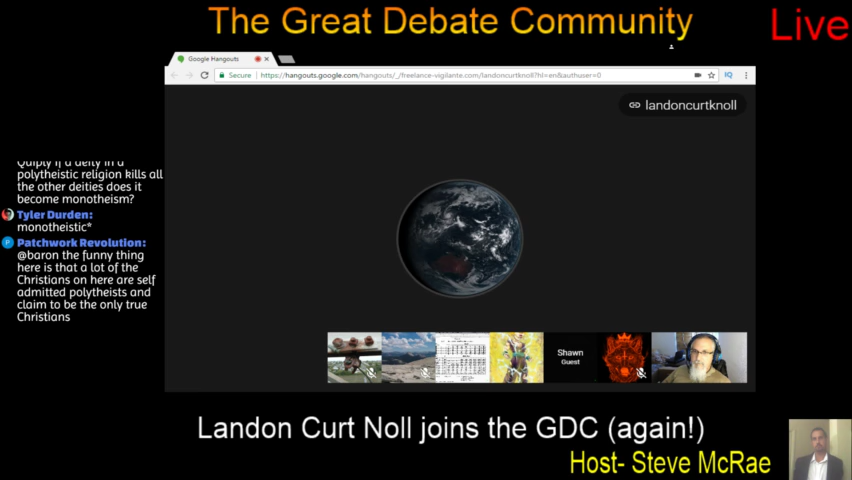 The Great Debate Community
Live
Google Hangouts
Secure
https://hangouts.google.com/hangouts/_/freelance-vigilante.com/landoncurtknoll?hl=en&authuser=0
landoncurtknoll
Quiply if a deity in a
polytheistic religion kills all
the other deities does it
become monotheism?
Tyler Durden:
monotheistic*
P
Patchwork Revolution:
@baron the funny thing
here is that a lot of the
Christians on here are self
admitted polytheists and
claim to be the only true
Christians
Shawn
Guest
Landon Curt Noll joins the GDC (again!)
Host- Steve McRae